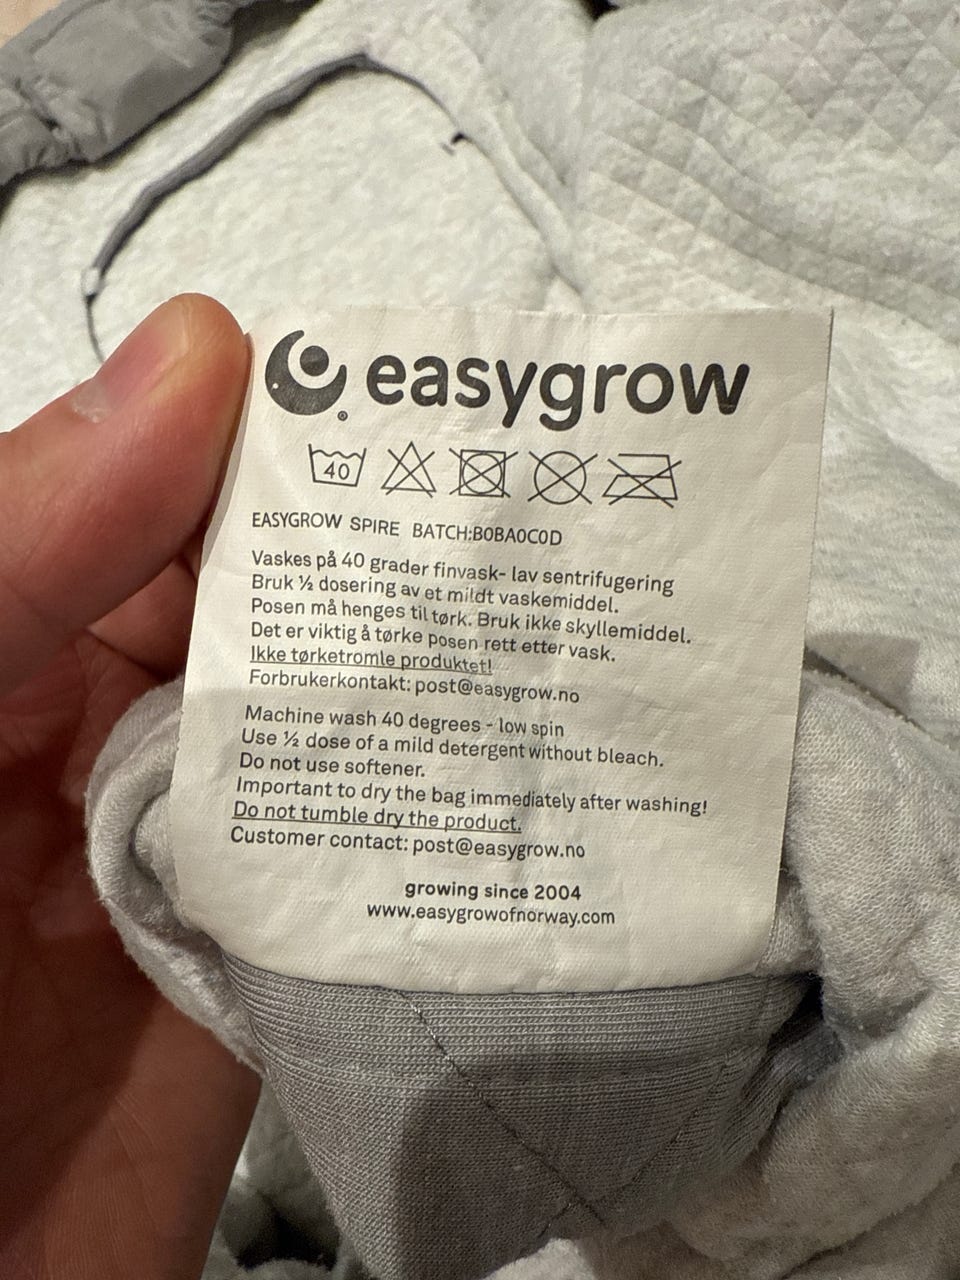 easygrow
40
EASYGROW SPIRE BATCH:B0BA0C0D
Vaskes på 40 grader finvask- lav sentrifugering
Bruk ½ dosering av et mildt vaskemiddel.
Posen må henges til tørk. Bruk ikke skyllemiddel.
Det er viktig å tørke posen rett etter vask.
Ikke tørketromle produktet!
Forbrukerkontakt: post@easygrow.no
Machine wash 40 degrees - low spin
Use ½ dose of a mild detergent without bleach.
Do not use softener.
Important to dry the bag immediately after washing!
Do not tumble dry the product.
Customer contact: post@easygrow.no
growing since 2004
www.easygrowofnorway.com